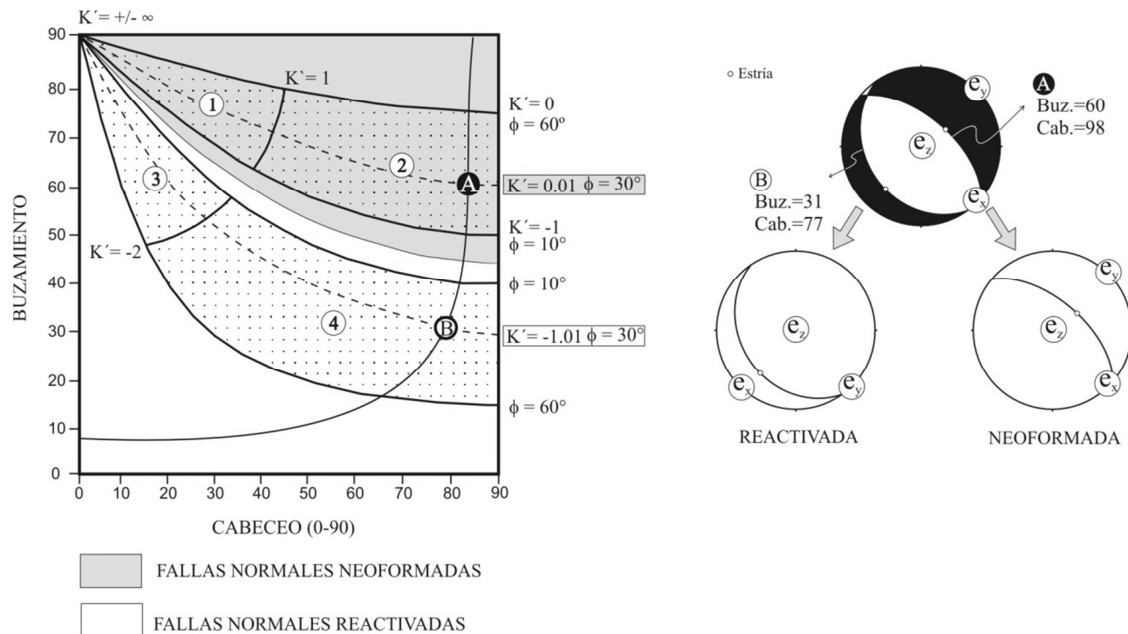 K´= +/- ∞
90
80
70
60
50
40
30
20
10
0
BUZAMIENTO
0
10
20
30
40
50
60
70
80
90
CABECEO (0-90)
K`= 1
K´= -2
1
2
3
4
A
B
K´= 0
ϕ = 60º
K´= 0.01 ϕ = 30°
K´= -1
ϕ = 10°
ϕ = 10°
K´= -1.01 ϕ = 30°
ϕ = 60°
FALLAS NORMALES NEOFORMADAS
FALLAS NORMALES REACTIVADAS
Estría
A
Buz.=60
Cab.=98
B
Buz.=31
Cab.=77
ey
ez
ex
ez
ex
ey
REACTIVADA
ey
ez
ex
NEOFORMADA